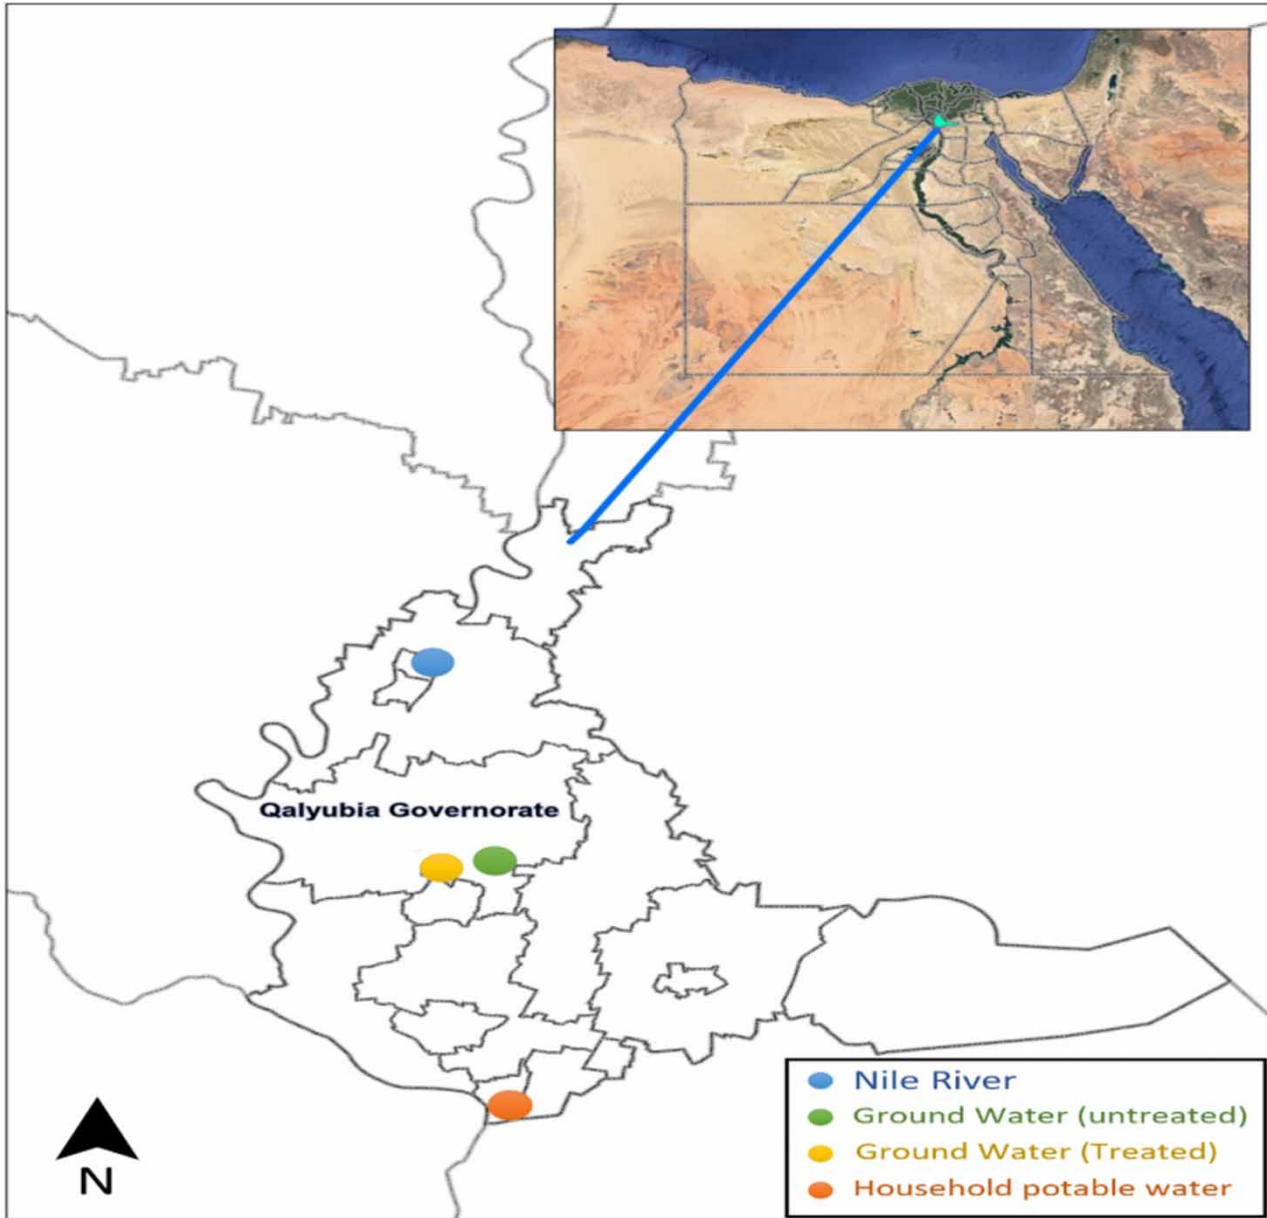 Qalyubia Governorate
N
Nile River
Ground Water (untreated)
Ground Water (Treated)
Household potable water